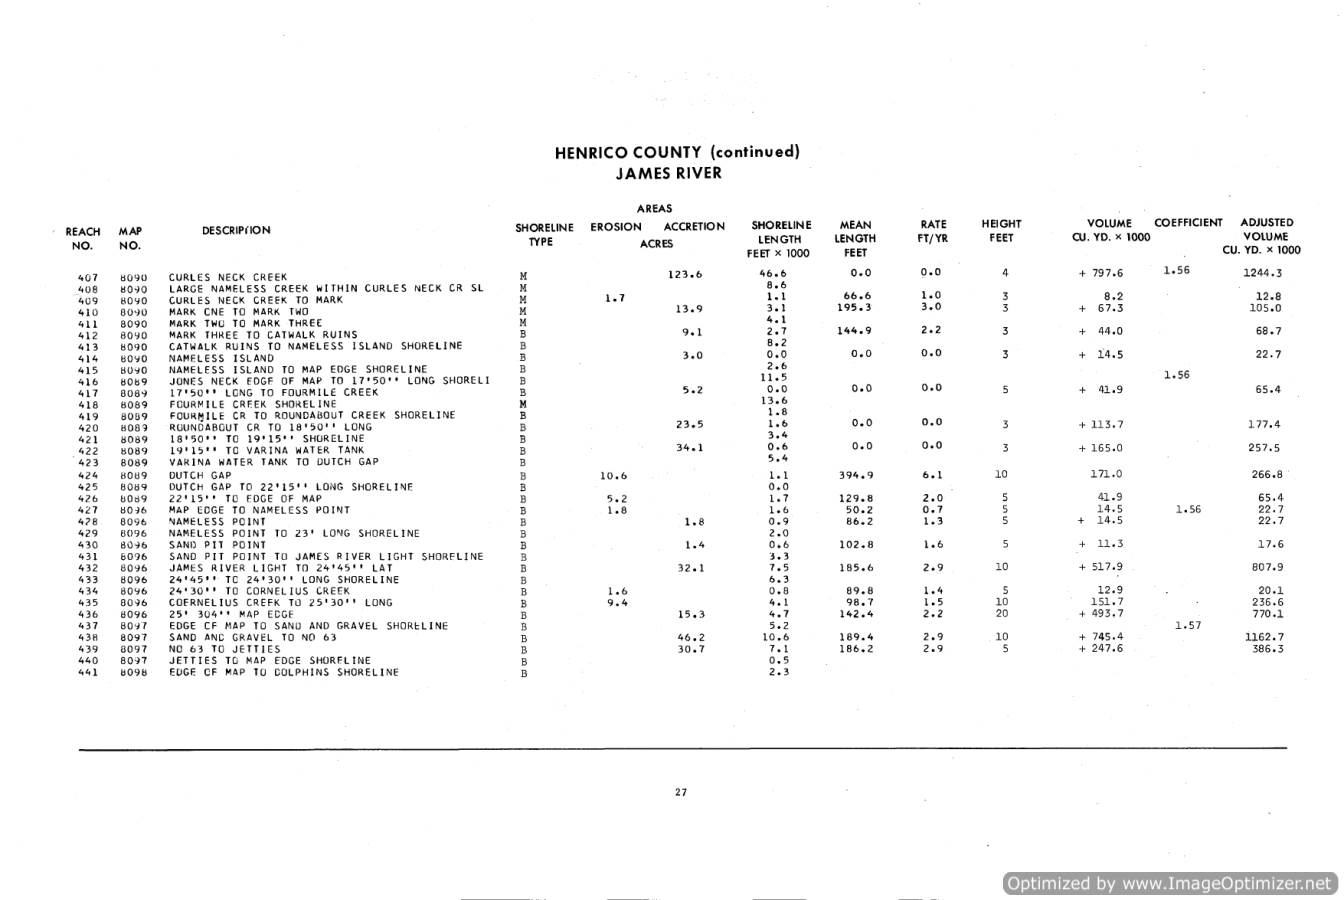 HENRICO COUNTY (continued)
JAMES RIVER
AREAS
REACH MAP DESCRIPTION SHORELINE EROSION ACCRETION SHORELINE MEAN RATE HEIGHT VOLUME COEFFICIENT ADJUSTED
NO. NO. TYPE ACRES LENGTH LENGTH FT/YR FEET CU. YD. × 1000 VOLUME
FEET × 1000 FEET CU. YD. × 1000
407 8090 CURLES NECK CREEK M 123.6 46.6 0.0 0.0 4 + 797.6 1.56 1244.3
408 8090 LARGE NAMELESS CREEK WITHIN CURLES NECK CR SL M 8.6
409 8090 CURLES NECK CREEK TO MARK M 1.7 1.1 66.6 1.0 3 8.2 12.8
410 8090 MARK ONE TO MARK TWO M 13.9 3.1 195.3 3.0 3 + 67.3 105.0
411 8090 MARK TWO TO MARK THREE M 4.1
412 8090 MARK THREE TO CATWALK RUINS B 9.1 2.7 144.9 2.2 3 + 44.0 68.7
413 8090 CATWALK RUINS TO NAMELESS ISLAND SHORELINE B 8.2
414 8090 NAMELESS ISLAND B 3.0 0.0 0.0 0.0 3 + 14.5 22.7
415 8090 NAMELESS ISLAND TO MAP EDGE SHORELINE B 2.6
416 8089 JONES NECK EDGE OF MAP TO 17'50'' LONG SHORELI B 11.5 1.56
417 8089 17'50'' LONG TO FOURMILE CREEK B 5.2 0.0 0.0 0.0 5 + 41.9 65.4
418 8089 FOURMILE CREEK SHORELINE M 13.6
419 8089 FOURMILE CR TO ROUNDABOUT CREEK SHORELINE B 1.8
420 8089 ROUNDABOUT CR TO 18'50'' LONG B 23.5 1.6 0.0 0.0 3 + 113.7 177.4
421 8089 18'50'' TO 19'15'' SHORELINE B 3.4
422 8089 19'15'' TO VARINA WATER TANK B 34.1 0.6 0.0 0.0 3 + 165.0 257.5
423 8089 VARINA WATER TANK TO DUTCH GAP B 5.4
424 8089 DUTCH GAP B 10.6 1.1 394.9 6.1 10 171.0 266.8
425 8089 DUTCH GAP TO 22'15'' LONG SHORELINE B 0.0
426 8089 22'15'' TO EDGE OF MAP B 5.2 1.7 129.8 2.0 5 41.9 65.4
427 8096 MAP EDGE TO NAMELESS POINT B 1.8 1.6 50.2 0.7 5 14.5 1.56 22.7
428 8096 NAMELESS POINT B 1.8 0.9 86.2 1.3 5 + 14.5 22.7
429 8096 NAMELESS POINT TO 23' LONG SHORELINE B 2.0
430 8096 SAND PIT POINT B 1.4 0.6 102.8 1.6 5 + 11.3 17.6
431 8096 SAND PIT POINT TO JAMES RIVER LIGHT SHORELINE B 3.3
432 8096 JAMES RIVER LIGHT TO 24'45'' LAT B 32.1 7.5 185.6 2.9 10 + 517.9 807.9
433 8096 24'45'' TC 24'30'' LONG SHORELINE B 6.3
434 8096 24'30'' TO CORNELIUS CREEK B 1.6 0.8 89.8 1.4 5 12.9 20.1
435 8096 COERNELIUS CREEK TO 25'30'' LONG B 9.4 4.1 98.7 1.5 10 151.7 236.6
436 8096 25' 304'' MAP EDGE B 15.3 4.7 142.4 2.2 20 + 493.7 770.1
437 8097 EDGE CF MAP TO SAND AND GRAVEL SHORELINE B 5.2 1.57
438 8097 SAND AND GRAVEL TO NO 63 B 46.2 10.6 189.4 2.9 10 + 745.4 1162.7
439 8097 NO 63 TO JETTIES B 30.7 7.1 186.2 2.9 5 + 247.6 386.3
440 8097 JETTIES TO MAP EDGE SHORELINE B 0.5
441 8098 EDGE CF MAP TO DOLPHINS SHORELINE B 2.3
27
Optimized by www.ImageOptimizer.net